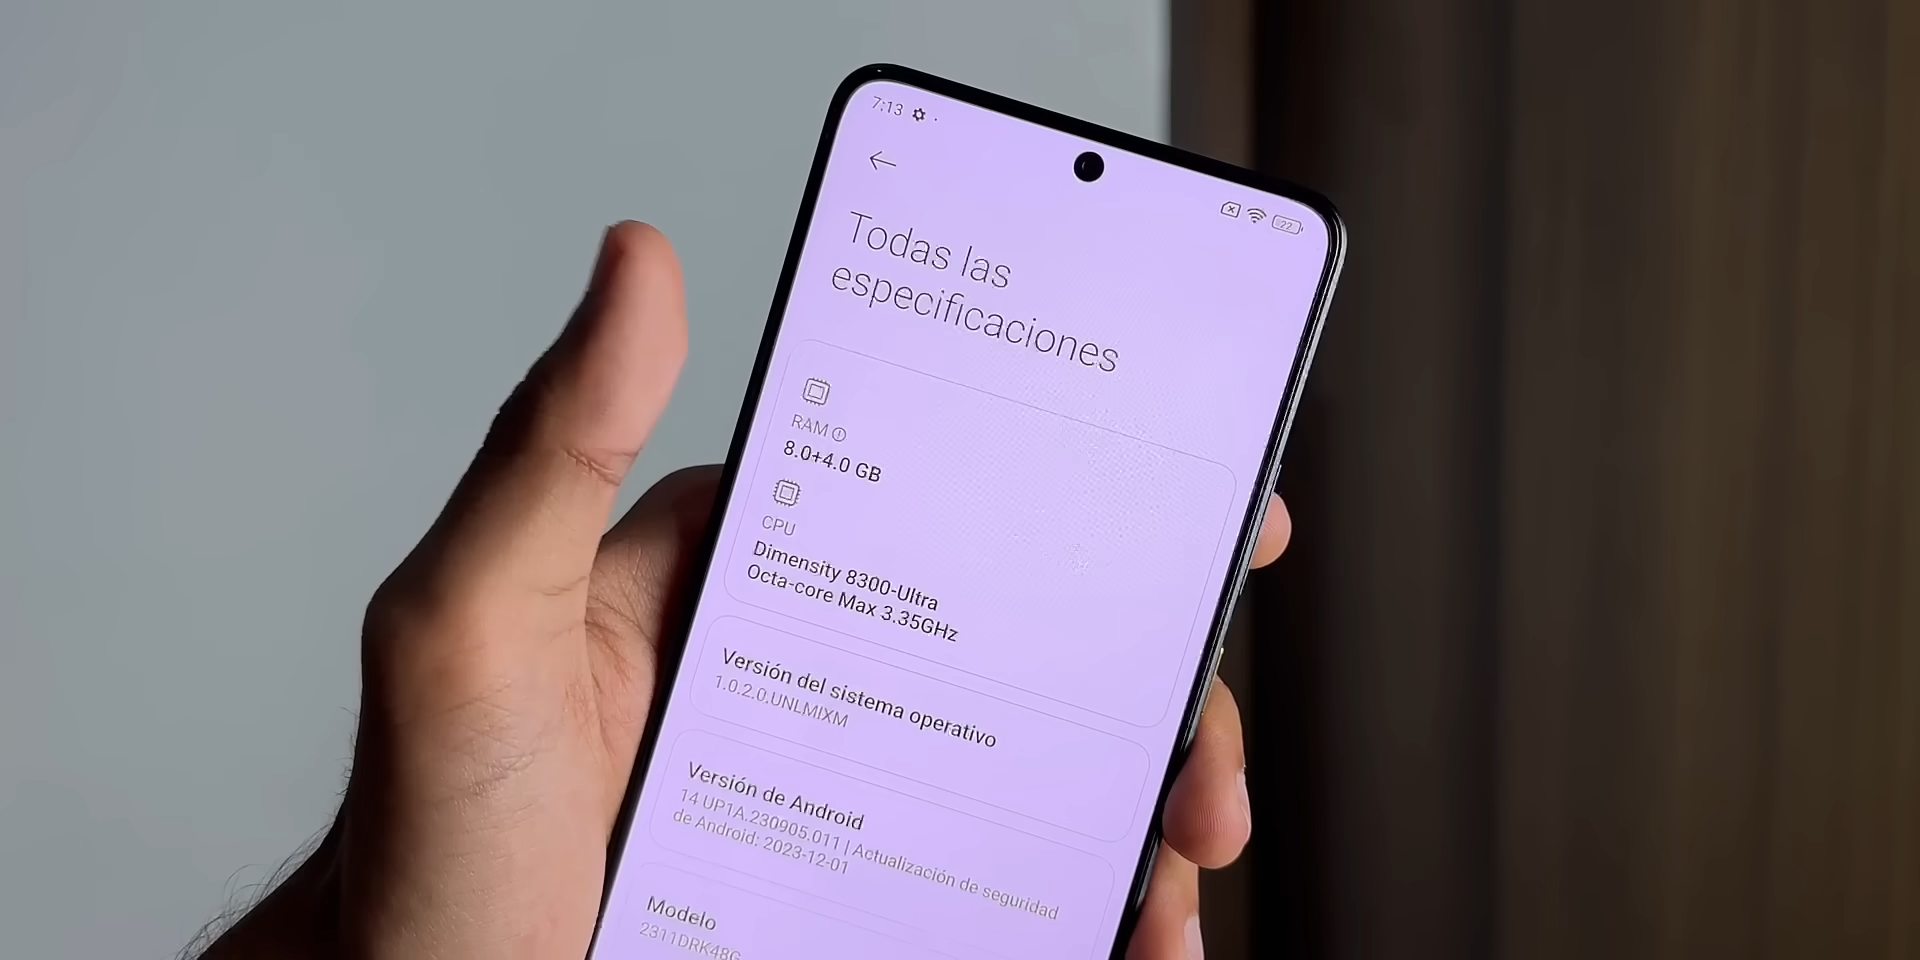 7:13
22
Todas las
especificaciones
RAM
8.0+4.0 GB
CPU
Dimensity 8300-Ultra
Octa-core Max 3.35GHz
Versión del sistema operativo
1.0.2.0.UNLMIXM
Versión de Android
14 UP1A.230905.011 | Actualización de seguridad
de Android: 2023-12-01
Modelo
2311DRK48G